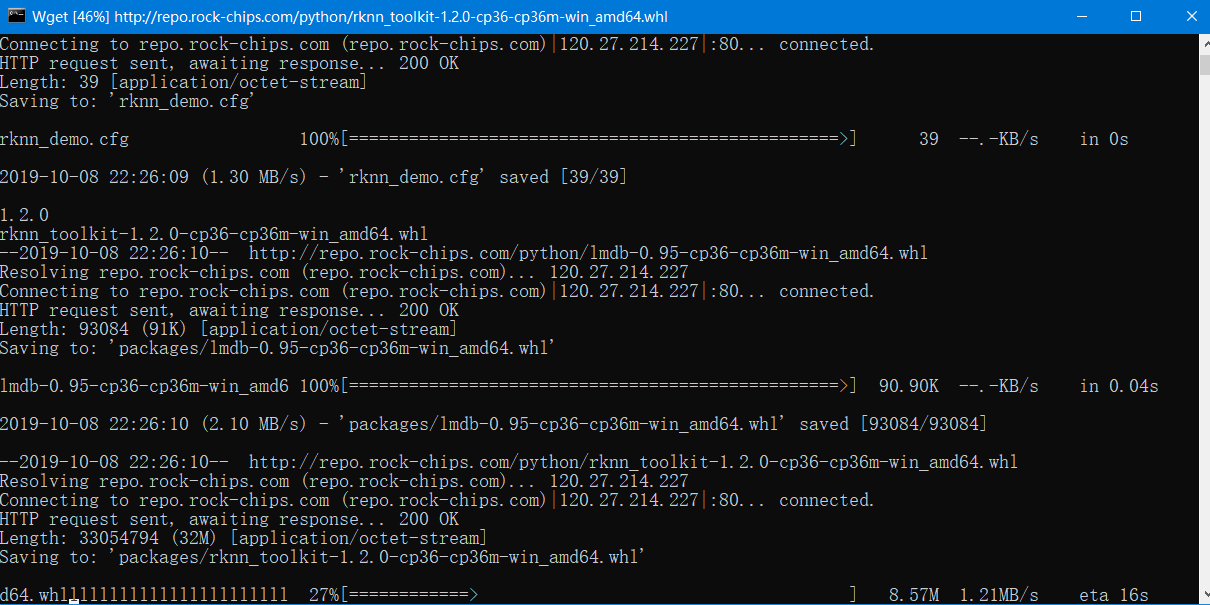 Wget [46%] http://repo.rock-chips.com/python/rknn_toolkit-1.2.0-cp36-cp36m-win_amd64.whl
Connecting to repo.rock-chips.com (repo.rock-chips.com)|120.27.214.227|:80... connected.
HTTP request sent, awaiting response... 200 OK
Length: 39 [application/octet-stream]
Saving to: 'rknn_demo.cfg'
rknn_demo.cfg 100%[=================================================>] 39 --.-KB/s in 0s
2019-10-08 22:26:09 (1.30 MB/s) - 'rknn_demo.cfg' saved [39/39]
1.2.0
rknn_toolkit-1.2.0-cp36-cp36m-win_amd64.whl
--2019-10-08 22:26:10-- http://repo.rock-chips.com/python/lmdb-0.95-cp36-cp36m-win_amd64.whl
Resolving repo.rock-chips.com (repo.rock-chips.com)... 120.27.214.227
Connecting to repo.rock-chips.com (repo.rock-chips.com)|120.27.214.227|:80... connected.
HTTP request sent, awaiting response... 200 OK
Length: 93084 (91K) [application/octet-stream]
Saving to: 'packages/lmdb-0.95-cp36-cp36m-win_amd64.whl'
lmdb-0.95-cp36-cp36m-win_amd6 100%[=================================================>] 90.90K --.-KB/s in 0.04s
2019-10-08 22:26:10 (2.10 MB/s) - 'packages/lmdb-0.95-cp36-cp36m-win_amd64.whl' saved [93084/93084]
--2019-10-08 22:26:10-- http://repo.rock-chips.com/python/rknn_toolkit-1.2.0-cp36-cp36m-win_amd64.whl
Resolving repo.rock-chips.com (repo.rock-chips.com)... 120.27.214.227
Connecting to repo.rock-chips.com (repo.rock-chips.com)|120.27.214.227|:80... connected.
HTTP request sent, awaiting response... 200 OK
Length: 33054794 (32M) [application/octet-stream]
Saving to: 'packages/rknn_toolkit-1.2.0-cp36-cp36m-win_amd64.whl'
d64.whlllllllllllllllllllllll 27%[============> ] 8.57M 1.21MB/s eta 16s